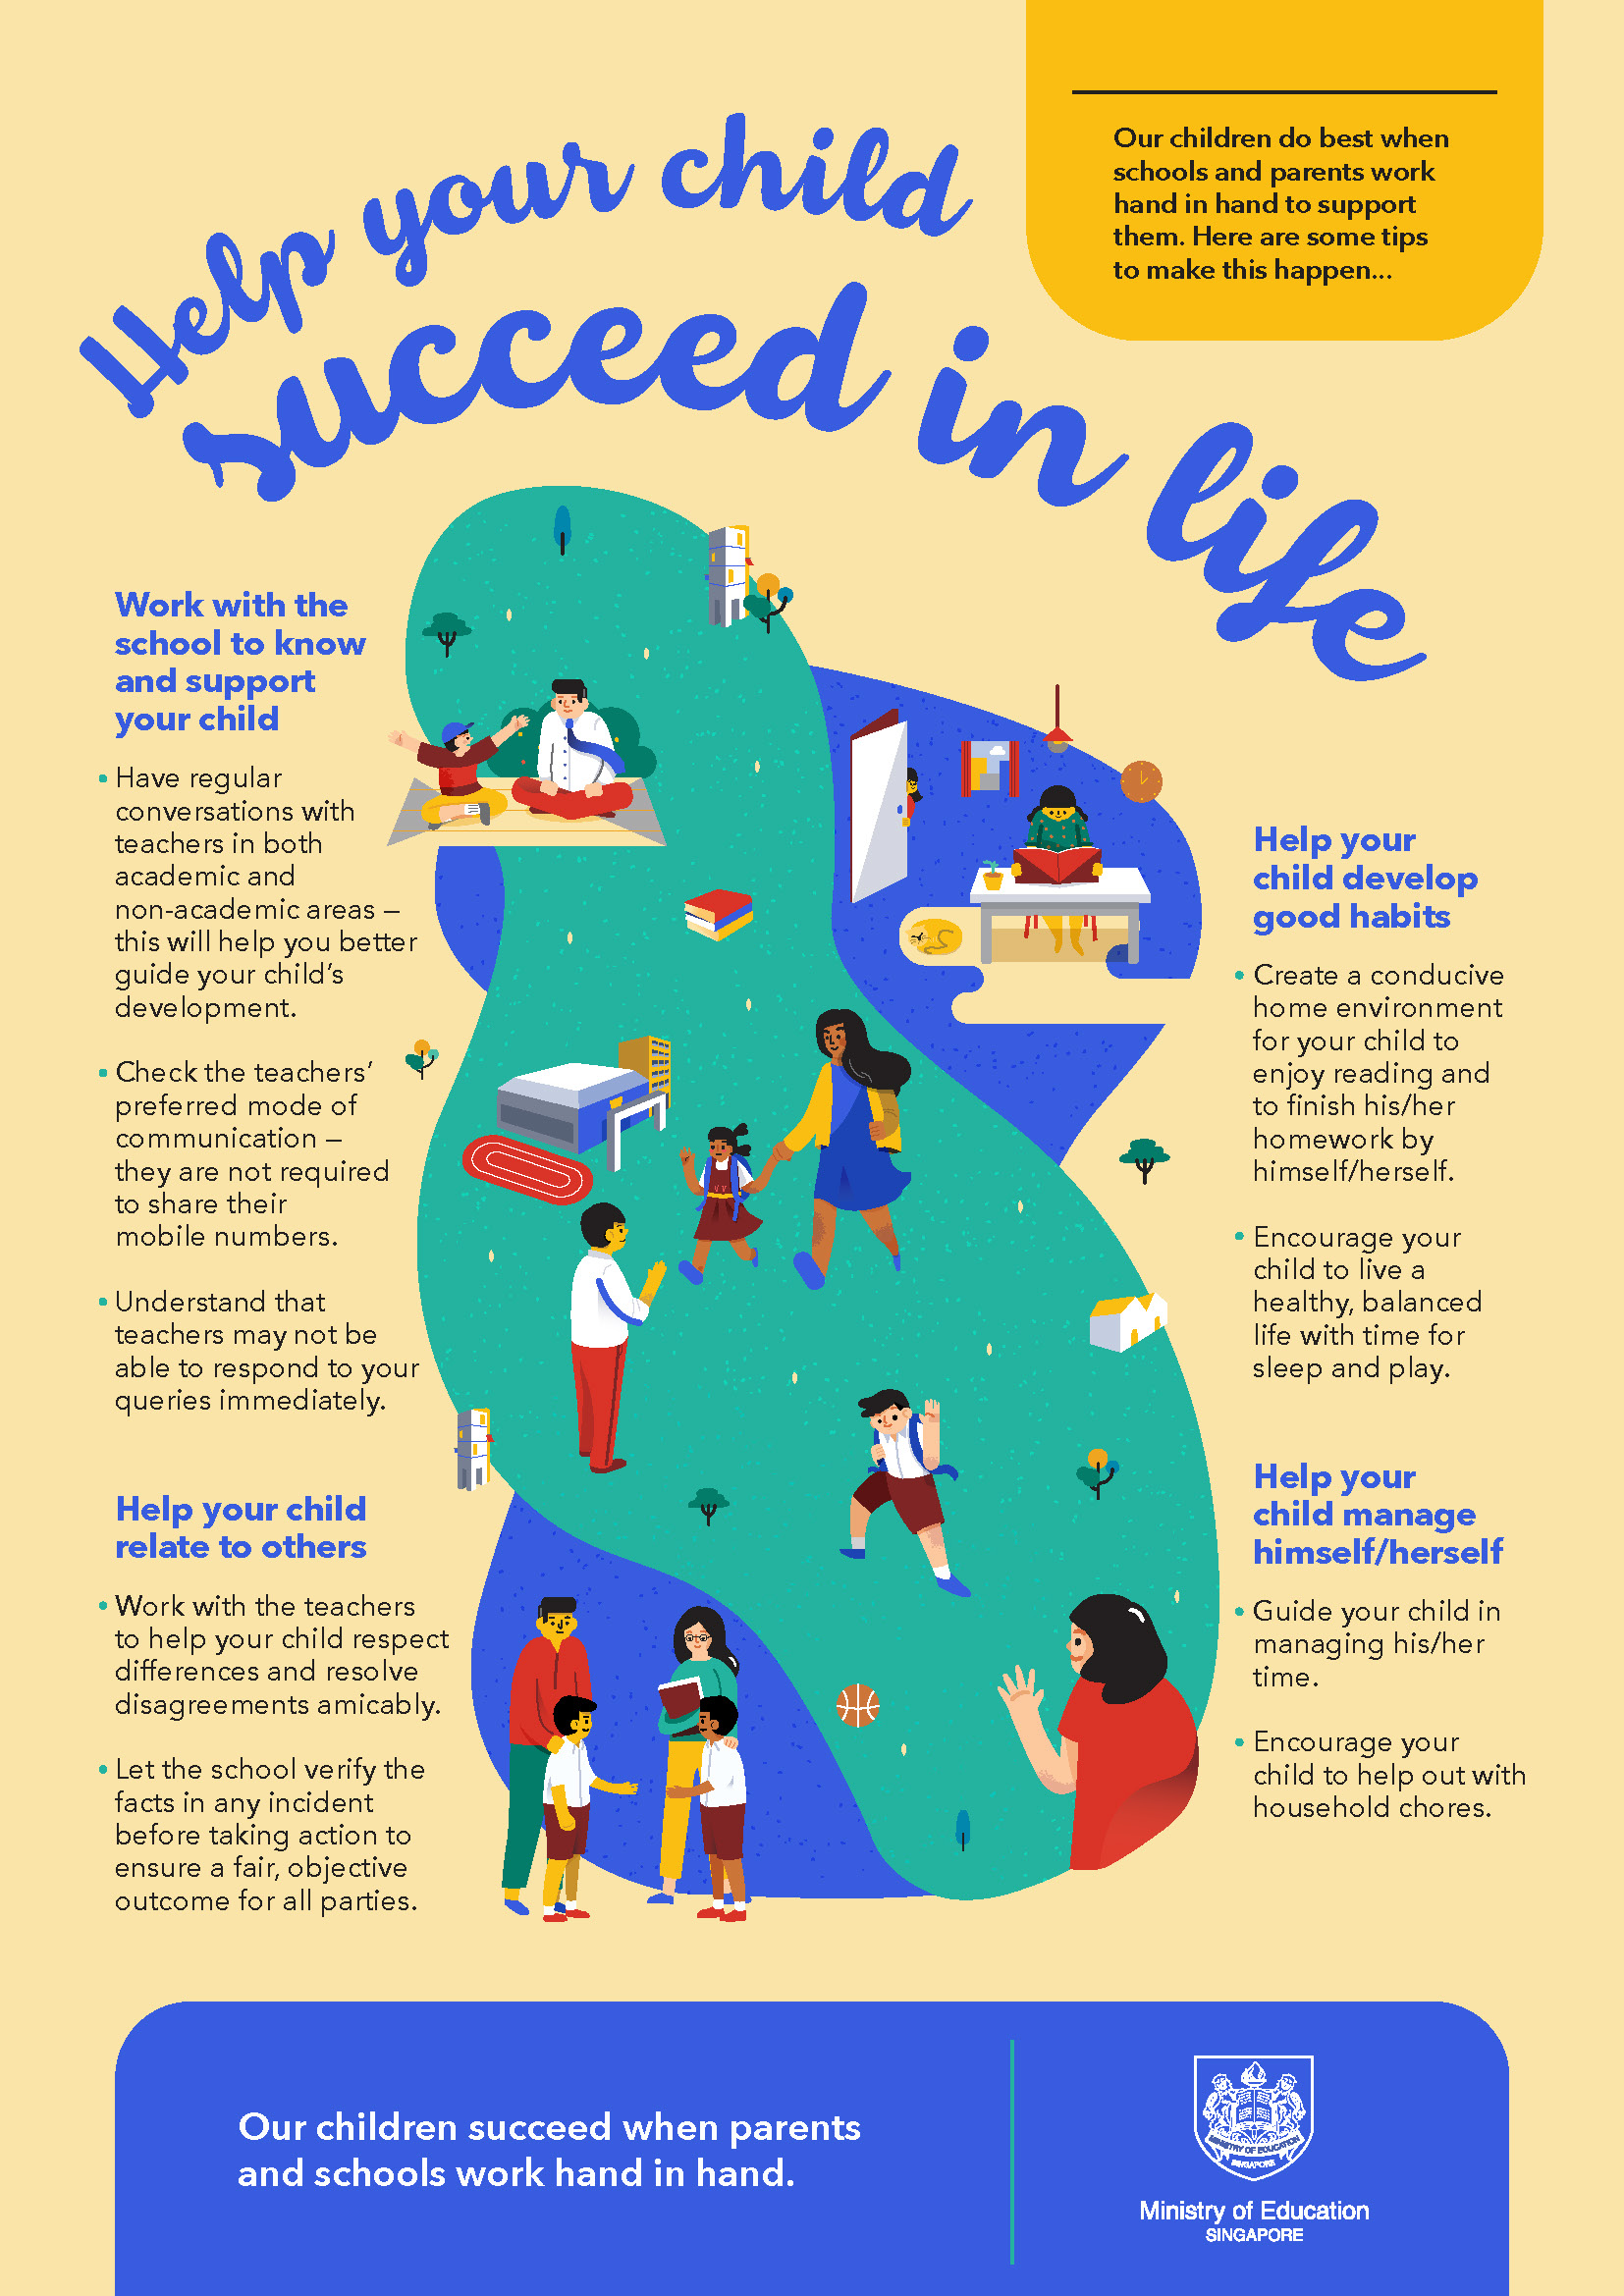 Help your child
succeed in life
Our children do best when
schools and parents work
hand in hand to support
them. Here are some tips
to make this happen...
Work with the
school to know
and support
your child
• Have regular
conversations with
teachers in both
academic and
non-academic areas –
this will help you better
guide your child's
development.
• Check the teachers'
preferred mode of
communication –
they are not required
to share their
mobile numbers.
• Understand that
teachers may not be
able to respond to your
queries immediately.
Help your child
relate to others
• Work with the teachers
to help your child respect
differences and resolve
disagreements amicably.
• Let the school verify the
facts in any incident
before taking action to
ensure a fair, objective
outcome for all parties.
Help your
child develop
good habits
• Create a conducive
home environment
for your child to
enjoy reading and
to finish his/her
homework by
himself/herself.
• Encourage your
child to live a
healthy, balanced
life with time for
sleep and play.
Help your
child manage
himself/herself
• Guide your child in
managing his/her
time.
• Encourage your
child to help out with
household chores.
Our children succeed when parents
and schools work hand in hand.
MINISTRY OF EDUCATION
SINGAPORE
Ministry of Education
SINGAPORE